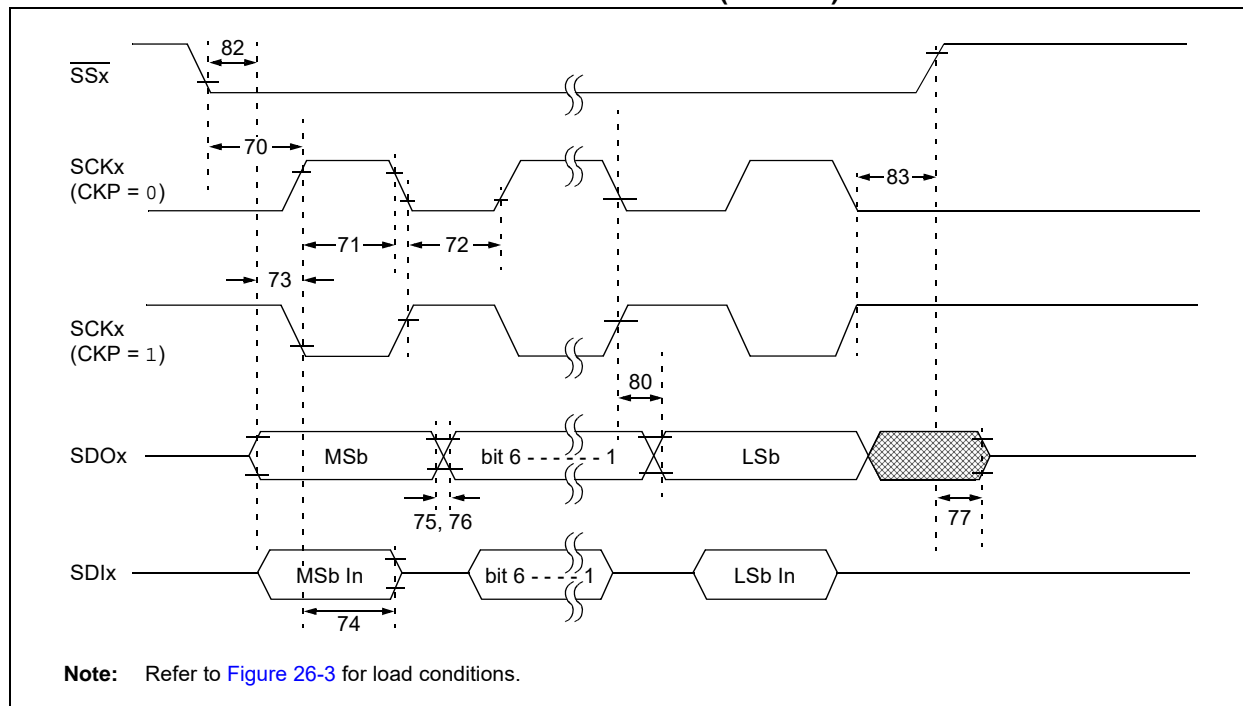 82
SSx
70
SCKx
(CKP = 0)
83
71
72
73
SCKx
(CKP = 1)
80
SDOx
MSb
bit 6 - - - - - - 1
LSb
75, 76
77
SDIx
MSb In
bit 6 - - - - 1
LSb In
74
Note: Refer to Figure 26-3 for load conditions.